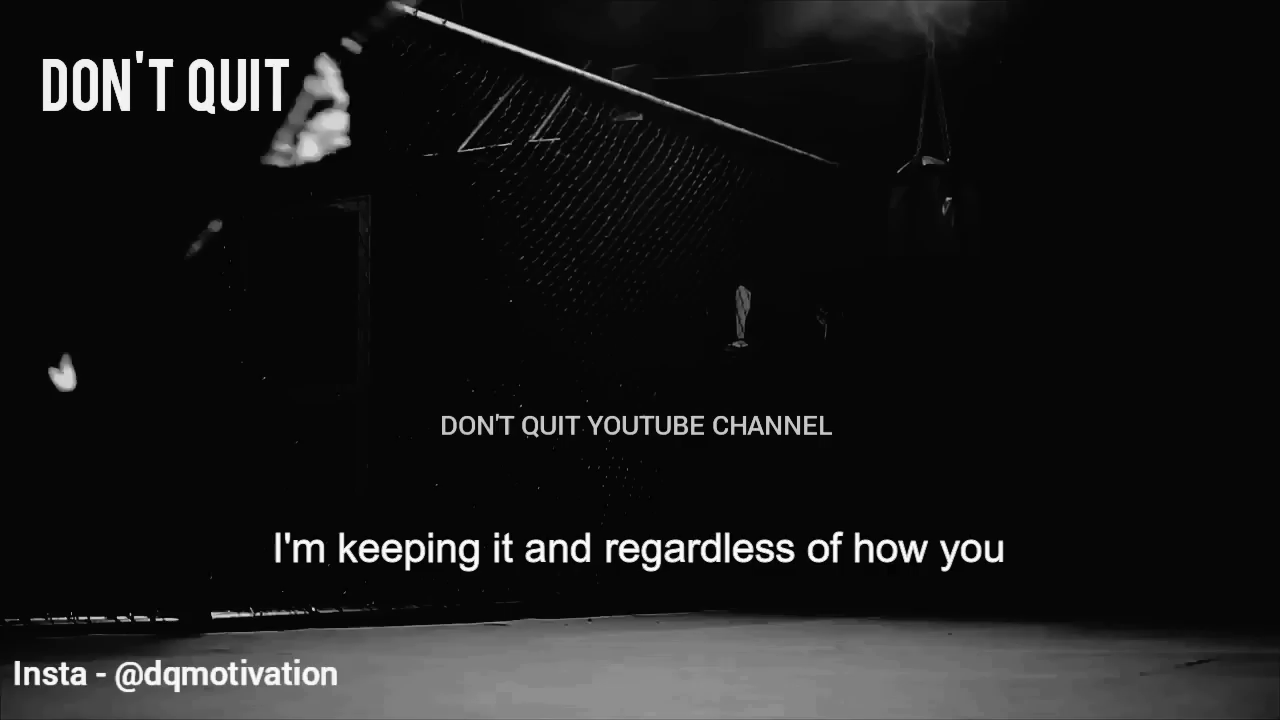 DON'T QUIT
DON'T QUIT YOUTUBE CHANNEL
I'm keeping it and regardless of how you
Insta - @dqmotivation